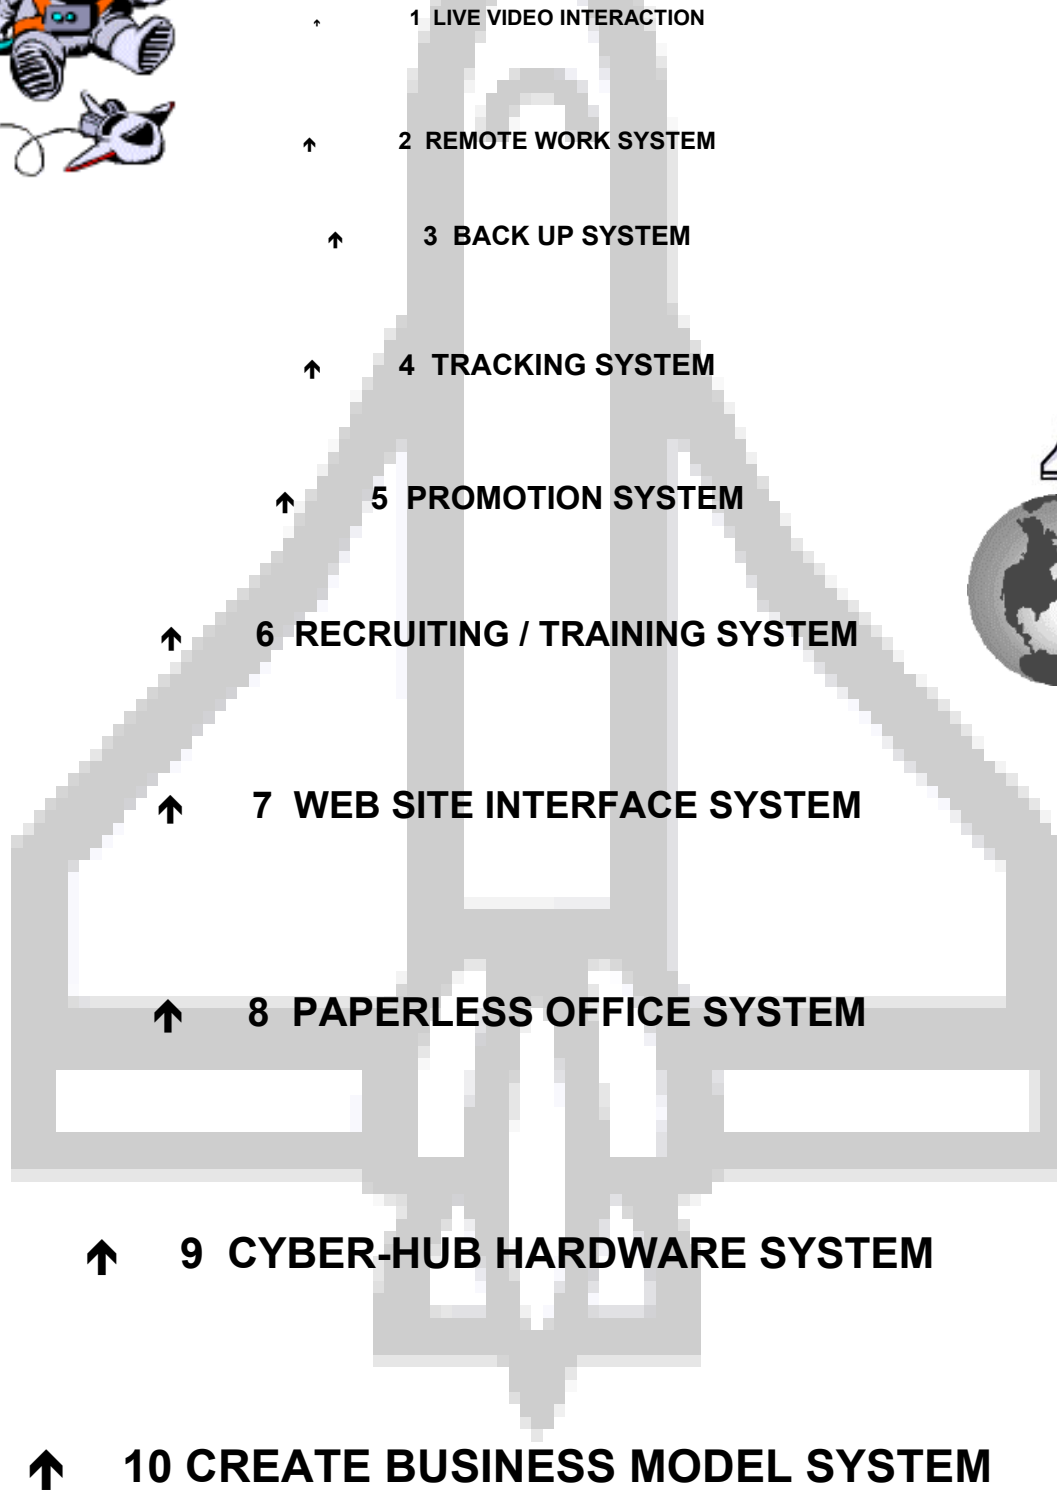 1 LIVE VIDEO INTERACTION
2 REMOTE WORK SYSTEM
3 BACK UP SYSTEM
4 TRACKING SYSTEM
5 PROMOTION SYSTEM
6 RECRUITING / TRAINING SYSTEM
7 WEB SITE INTERFACE SYSTEM
8 PAPERLESS OFFICE SYSTEM
9 CYBER-HUB HARDWARE SYSTEM
10 CREATE BUSINESS MODEL SYSTEM